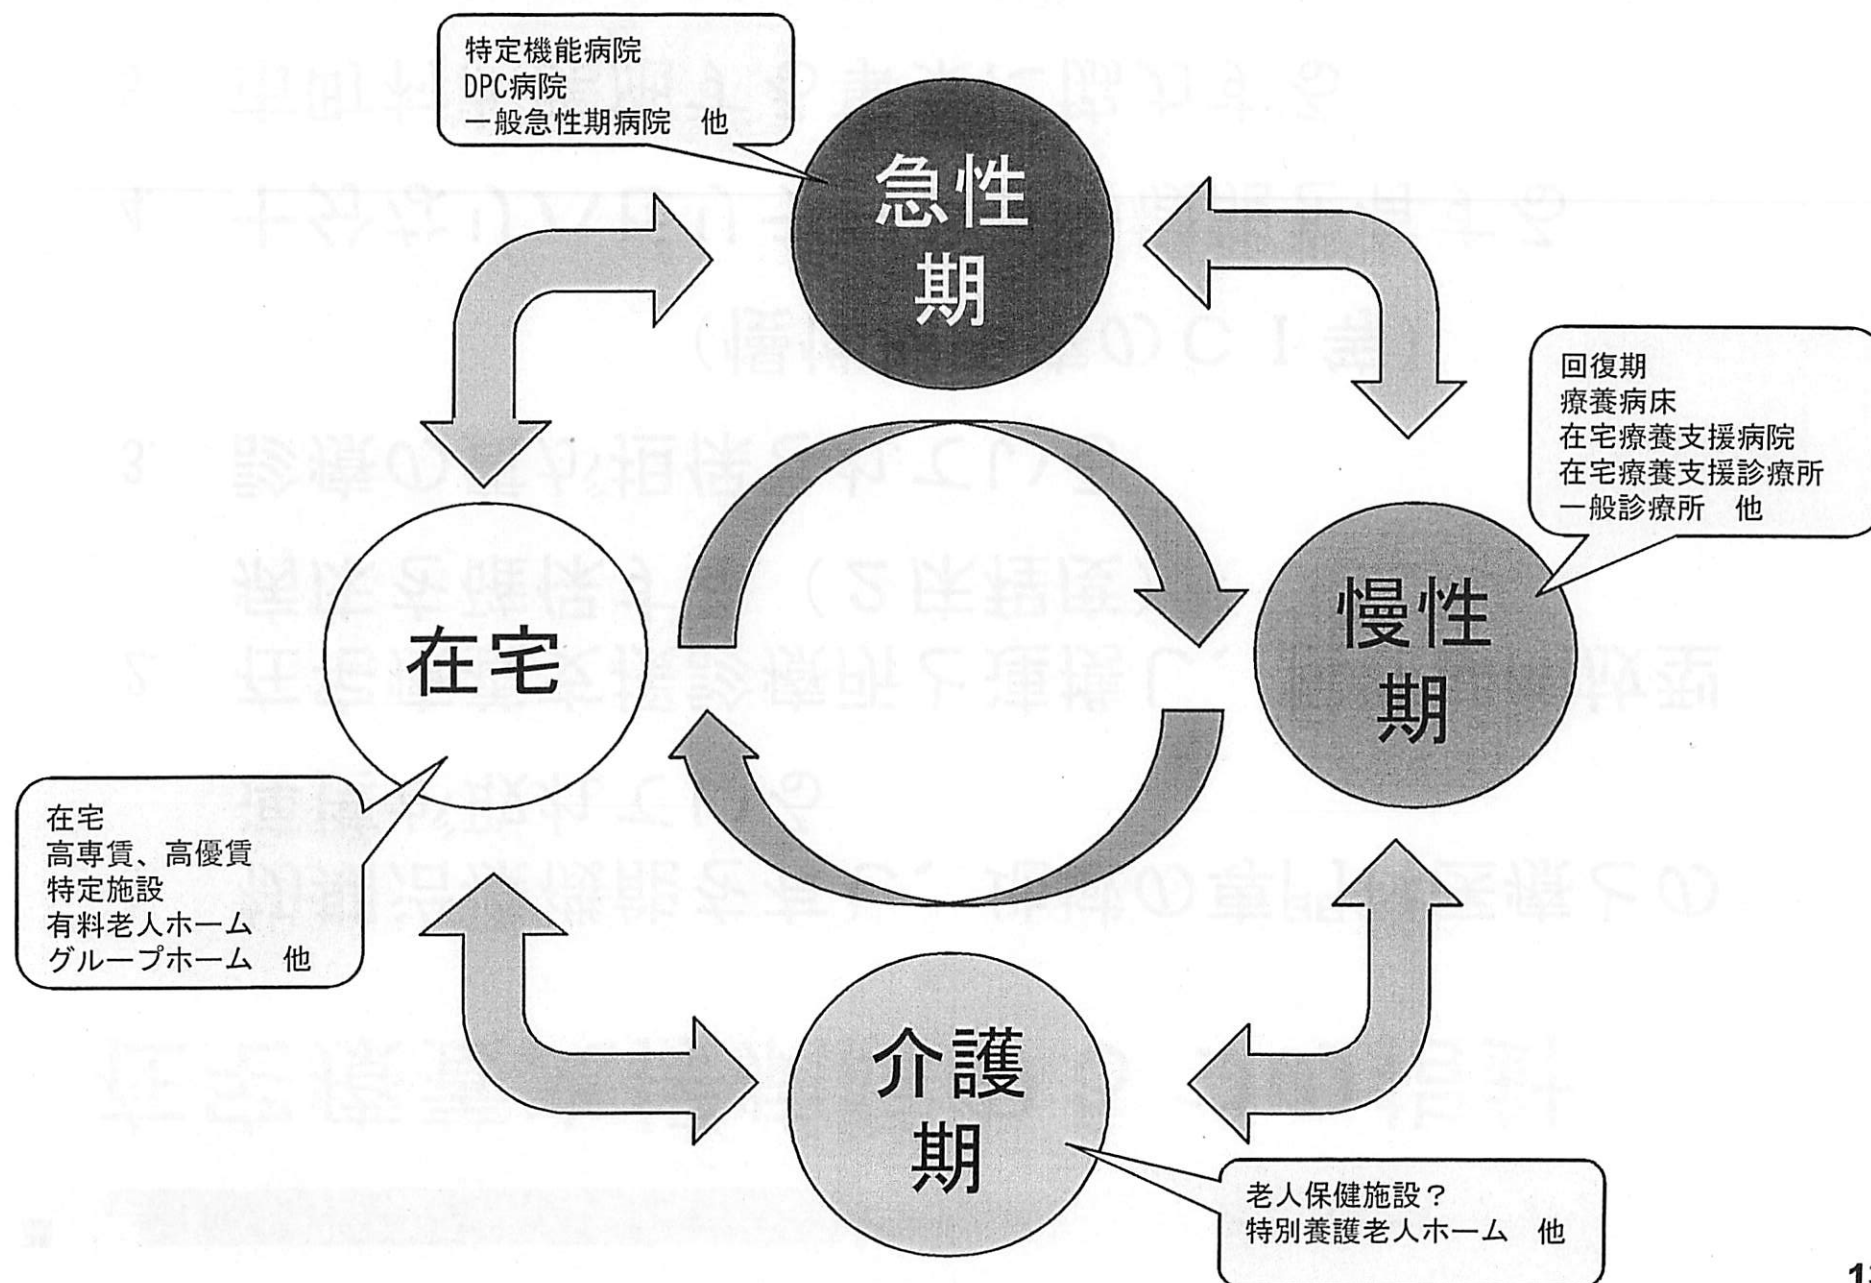 特定機能病院
DPC病院
一般急性期病院　他
急性
期
回復期
療養病床
在宅療養支援病院
在宅療養支援診療所
一般診療所　他
在宅
慢性
期
在宅
高専賃、高優賃
特定施設
有料老人ホーム
グループホーム　他
介護
期
老人保健施設？
特別養護老人ホーム　他